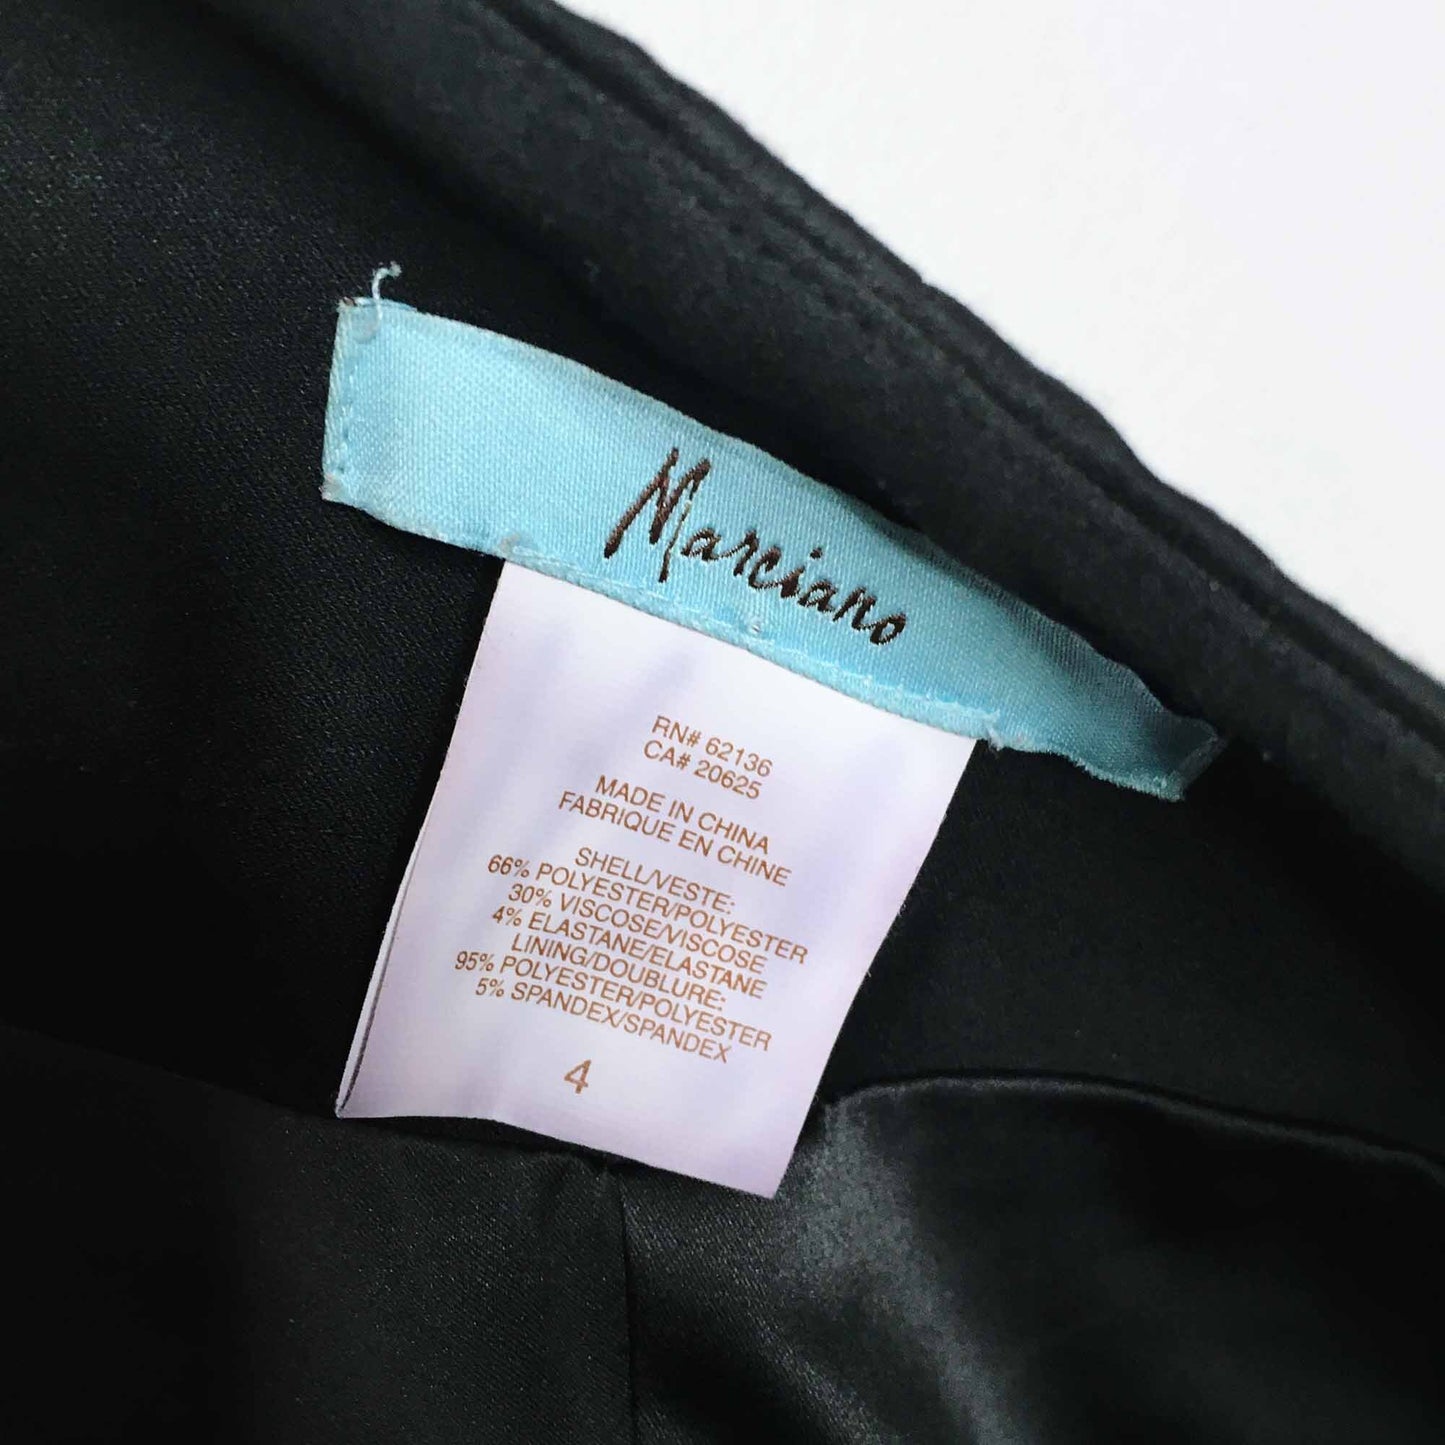 Marciano
RN# 62136
CA# 20625
MADE IN CHINA
FABRIQUE EN CHINE
SHELL/VESTE:
66% POLYESTER/POLYESTER
30% VISCOSE/VISCOSE
4% ELASTANE/ELASTANE
LINING/DOUBLURE:
95% POLYESTER/POLYESTER
5% SPANDEX/SPANDEX
4